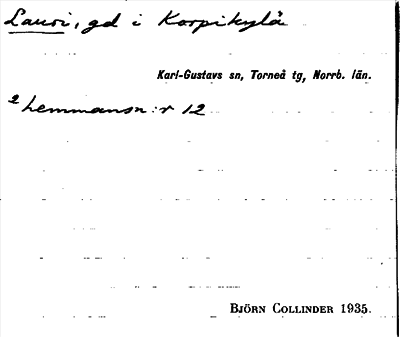 Lauri, gd i Korpikylä
Karl-Gustavs sn, Torneå tg, Norrb. län.
2 hemmansn:r 12
BJÖRN COLLINDER 1935.